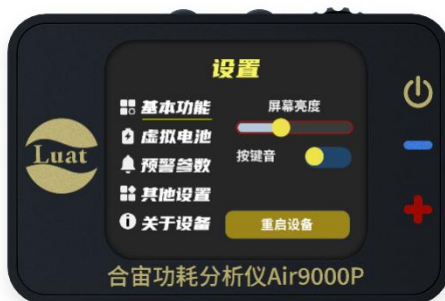 设置
基本功能
虚拟电池
预警参数
其他设置
关于设备
屏幕亮度
按键音
重启设备
Luat
合宙功耗分析仪Air9000P